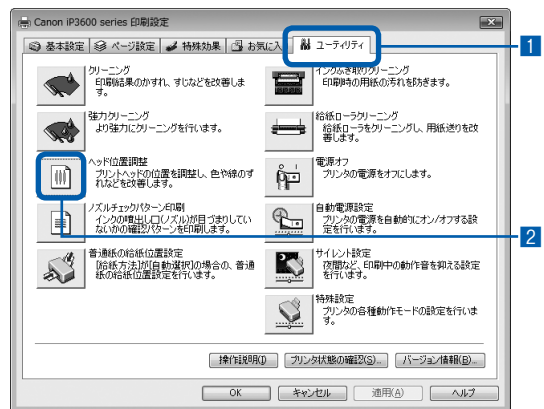 Canon iP3600 series 印刷設定
基本設定 ページ設定 特殊効果 お気に入 ユーティリティ
1
クリーニング
印刷結果のかすれ、すじなどを改善しま
す。
インクふき取りクリーニング
印刷時の用紙の汚れを防ぎます。
強力クリーニング
より強力にクリーニングを行います。
給紙ローラクリーニング
給紙ローラをクリーニングし、用紙送りを改
善します。
ヘッド位置調整
プリントヘッドの位置を調整し、色や線のず
れなどを改善します。
電源オフ
プリンタの電源をオフにします。
ノズルチェックパターン印刷
インクの噴出し口(ノズル)が目づまりしてい
ないかの確認パターンを印刷します。
自動電源設定
プリンタの電源を自動的にオン/オフする設
定を行います。
2
普通紙の給紙位置設定
[給紙方法]が[自動選択]の場合の、普通
紙の給紙位置設定を行います。
サイレント設定
夜間など、印刷中の動作音を抑える設定
を行います。
特殊設定
プリンタの各種動作モードの設定を行いま
す。
操作説明(I) プリンタ状態の確認(S)... バージョン情報(B)...
OK キャンセル 適用(A) ヘルプ